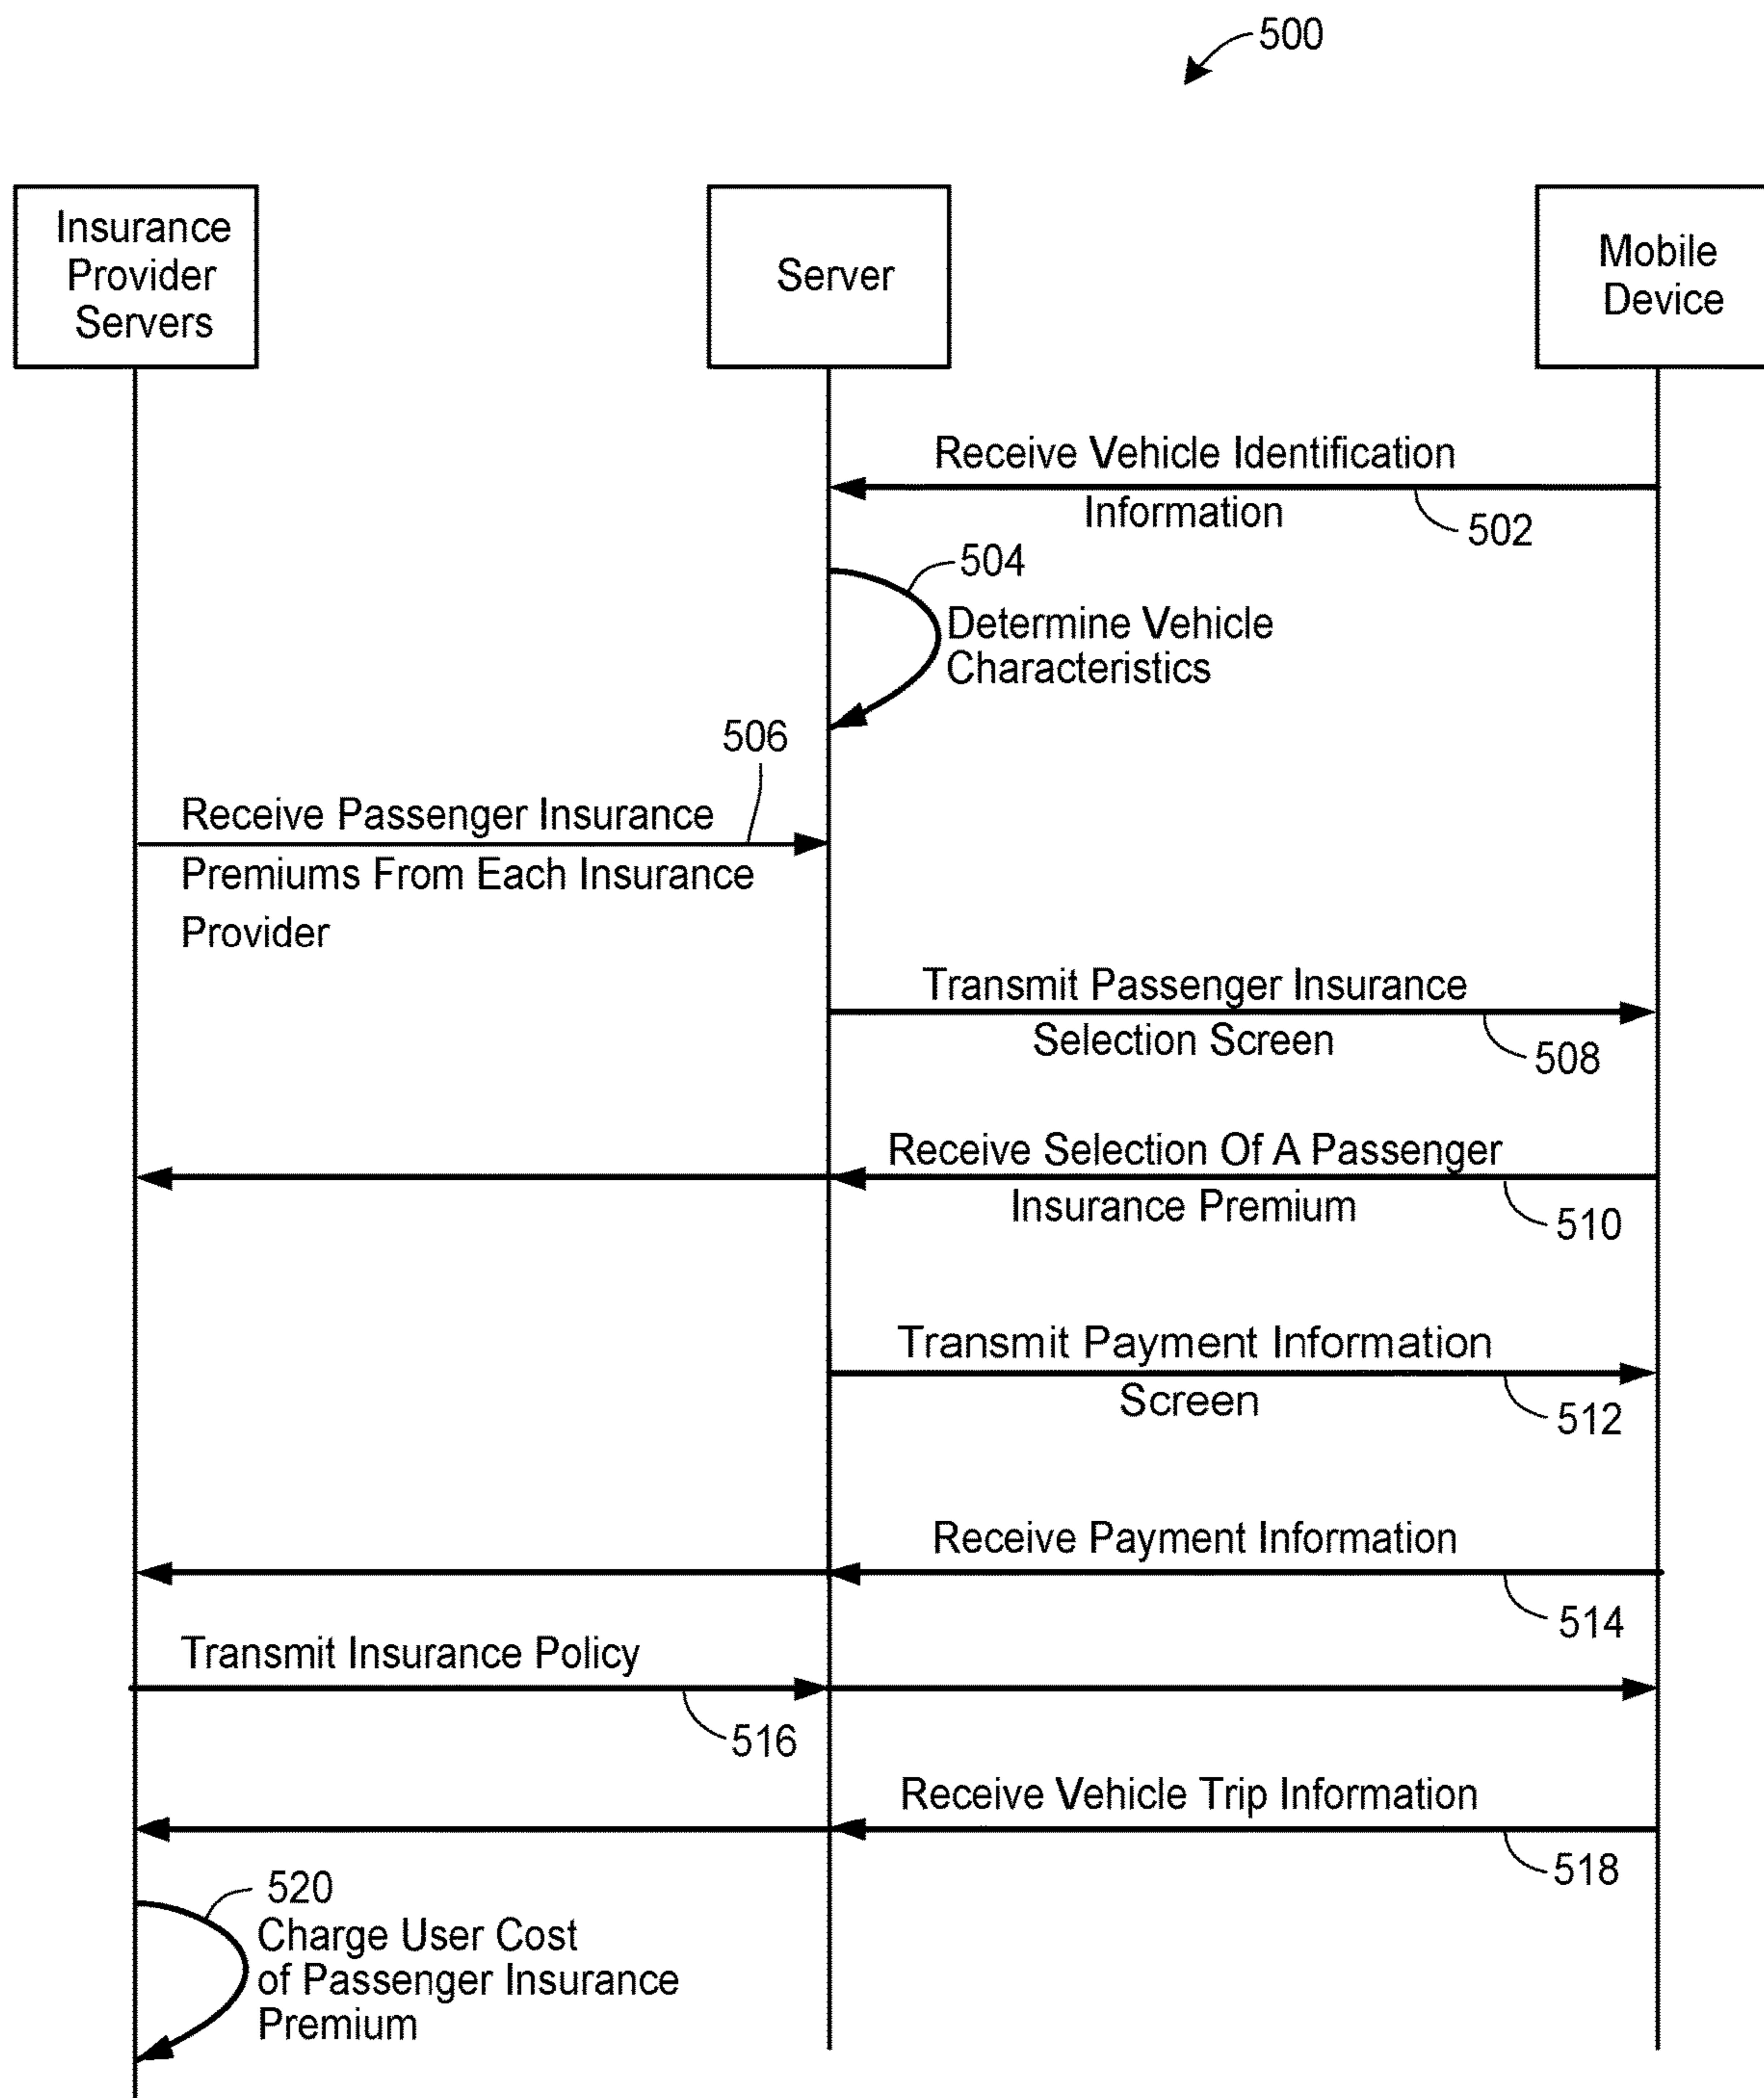 500
Insurance
Provider
Servers
Server
Mobile
Device
Receive Vehicle Identification
Information
502
504
Determine Vehicle
Characteristics
506
Receive Passenger Insurance
Premiums From Each Insurance
Provider
Transmit Passenger Insurance
Selection Screen
508
Receive Selection Of A Passenger
Insurance Premium
510
Transmit Payment Information
Screen
512
Receive Payment Information
514
Transmit Insurance Policy
516
Receive Vehicle Trip Information
518
520
Charge User Cost
of Passenger Insurance
Premium